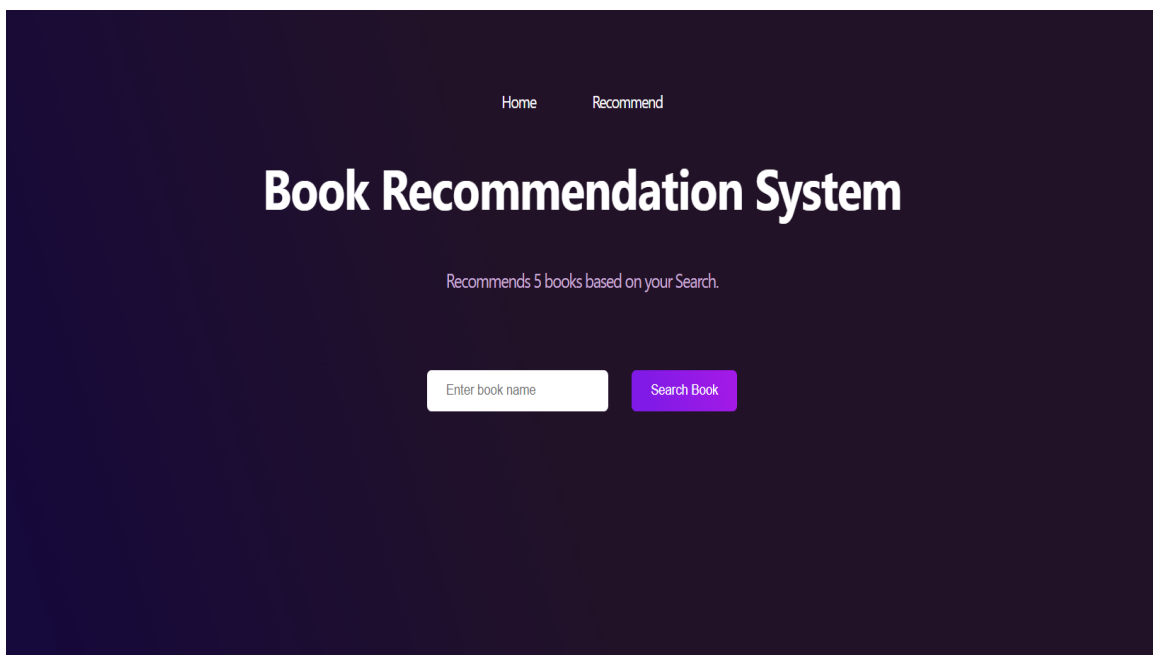 Home Recommend
Book Recommendation System
Recommends 5 books based on your Search.
Enter book name Search Book